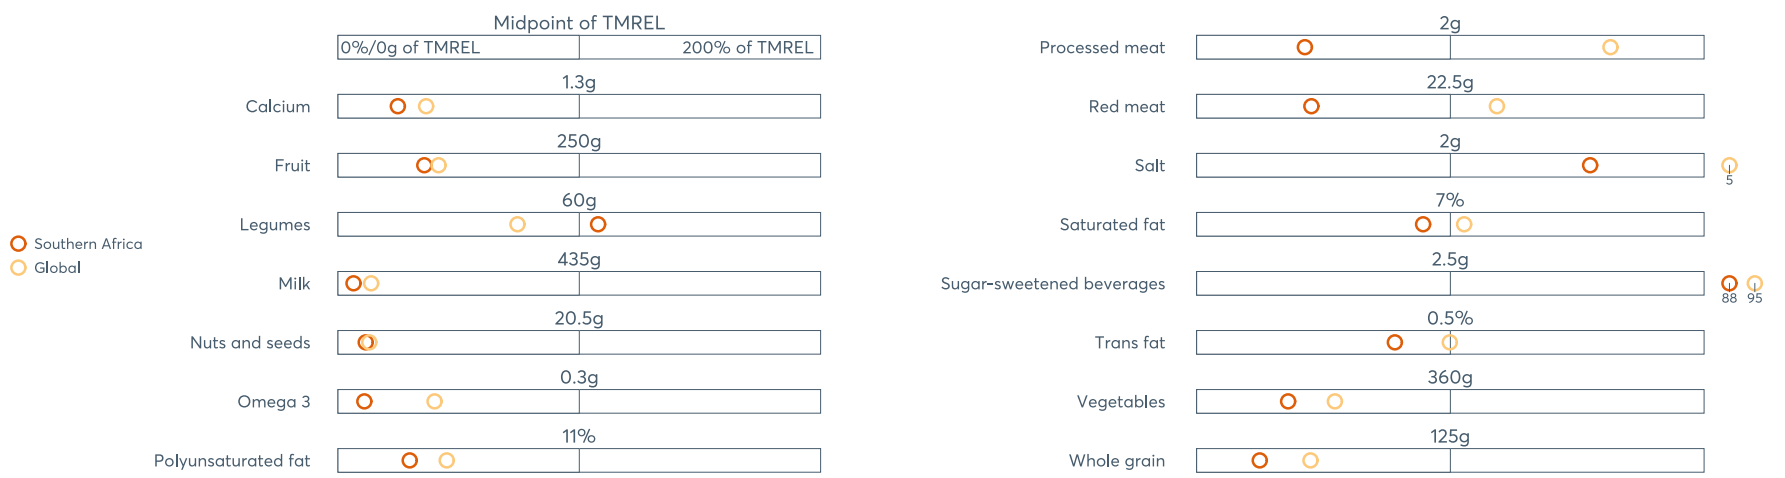 Midpoint of TMREL
0%/0g of TMREL 200% of TMREL
1.3g
Calcium
250g
Fruit
60g
Legumes
435g
Milk
20.5g
Nuts and seeds
0.3g
Omega 3
11%
Polyunsaturated fat
Southern Africa
Global
2g
Processed meat
22.5g
Red meat
2g
Salt
5
7%
Saturated fat
2.5g
Sugar-sweetened beverages
88 95
0.5%
Trans fat
360g
Vegetables
125g
Whole grain